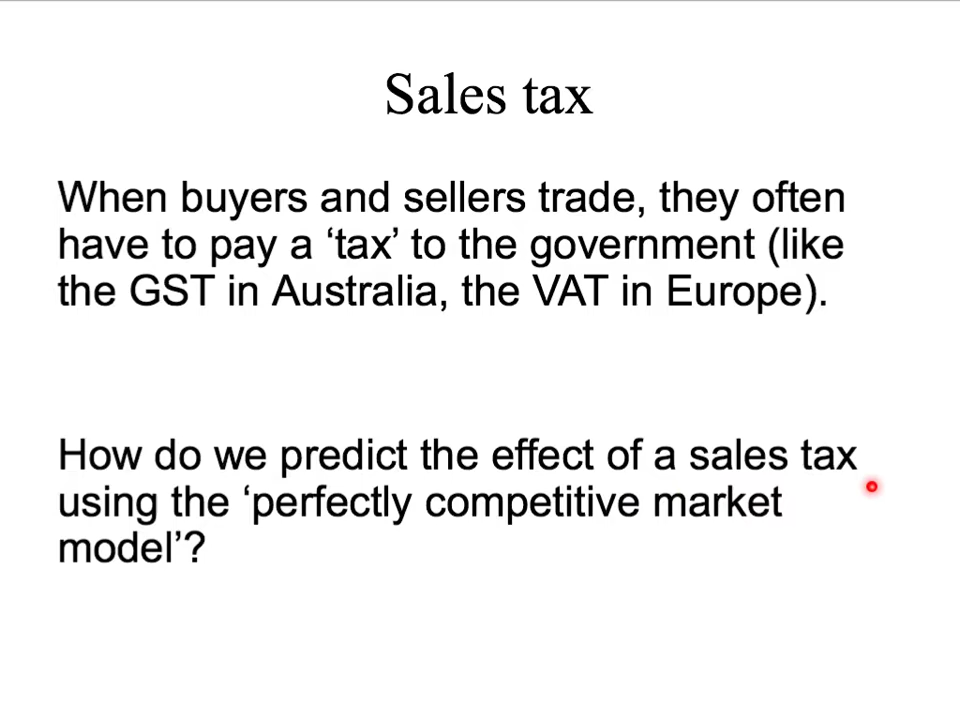 Sales tax
When buyers and sellers trade, they often
have to pay a ‘tax’ to the government (like
the GST in Australia, the VAT in Europe).
How do we predict the effect of a sales tax
using the ‘perfectly competitive market
model’?